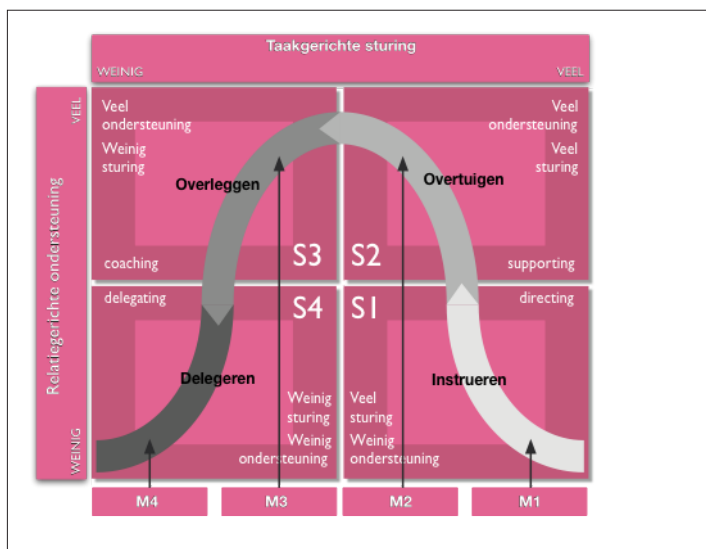 Taakgerichte sturing
WEINIG
VEEL
Relatiegerichte ondersteuning
VEEL
WEINIG
Veel
ondersteuning
Weinig
sturing
Overleggen
coaching
S3
Veel
ondersteuning
Veel
sturing
Overtuigen
S2
supporting
delegating
S4
Delegeren
Weinig
sturing
Weinig
ondersteuning
S1
directing
Instrueren
Veel
sturing
Weinig
ondersteuning
M4
M3
M2
M1